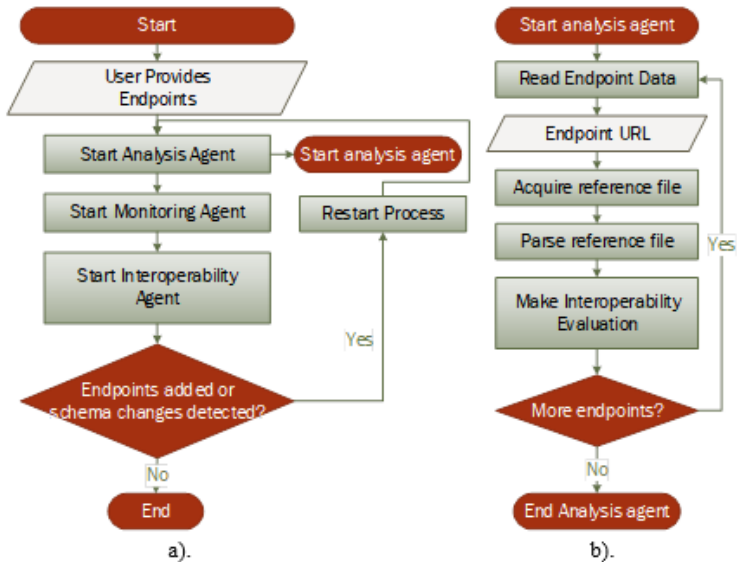 Start
User Provides
Endpoints
Start Analysis Agent
Start analysis agent
Start Monitoring Agent
Restart Process
Start Interoperability
Agent
Yes
Endpoints added or
schema changes detected?
No
End
a).
Start analysis agent
Read Endpoint Data
Endpoint URL
Acquire reference file
Parse reference file
Yes
Make Interoperability
Evaluation
More endpoints?
No
End Analysis agent
b).